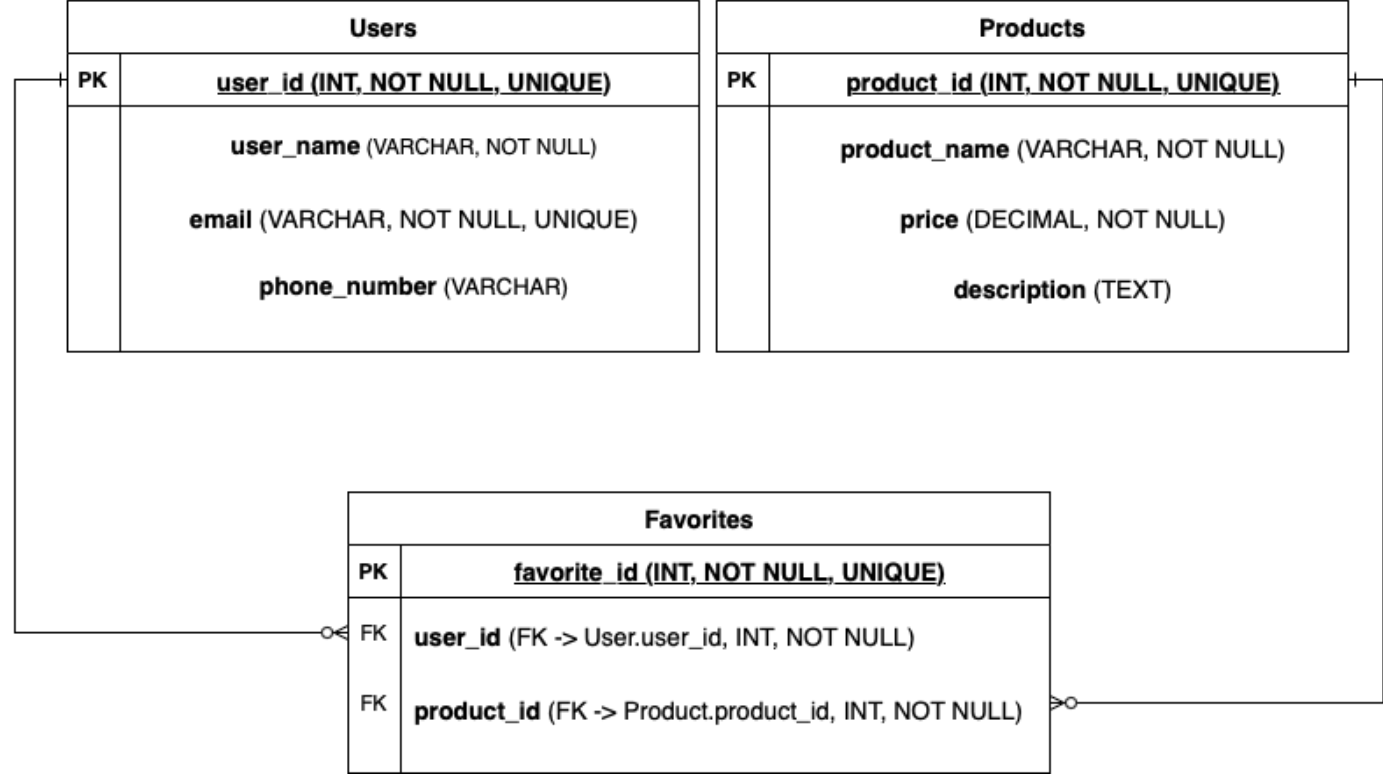 Users
PK user_id (INT, NOT NULL, UNIQUE)
user_name (VARCHAR, NOT NULL)
email (VARCHAR, NOT NULL, UNIQUE)
phone_number (VARCHAR)
Products
PK product_id (INT, NOT NULL, UNIQUE)
product_name (VARCHAR, NOT NULL)
price (DECIMAL, NOT NULL)
description (TEXT)
Favorites
PK favorite_id (INT, NOT NULL, UNIQUE)
FK user_id (FK -> User.user_id, INT, NOT NULL)
FK product_id (FK -> Product.product_id, INT, NOT NULL)